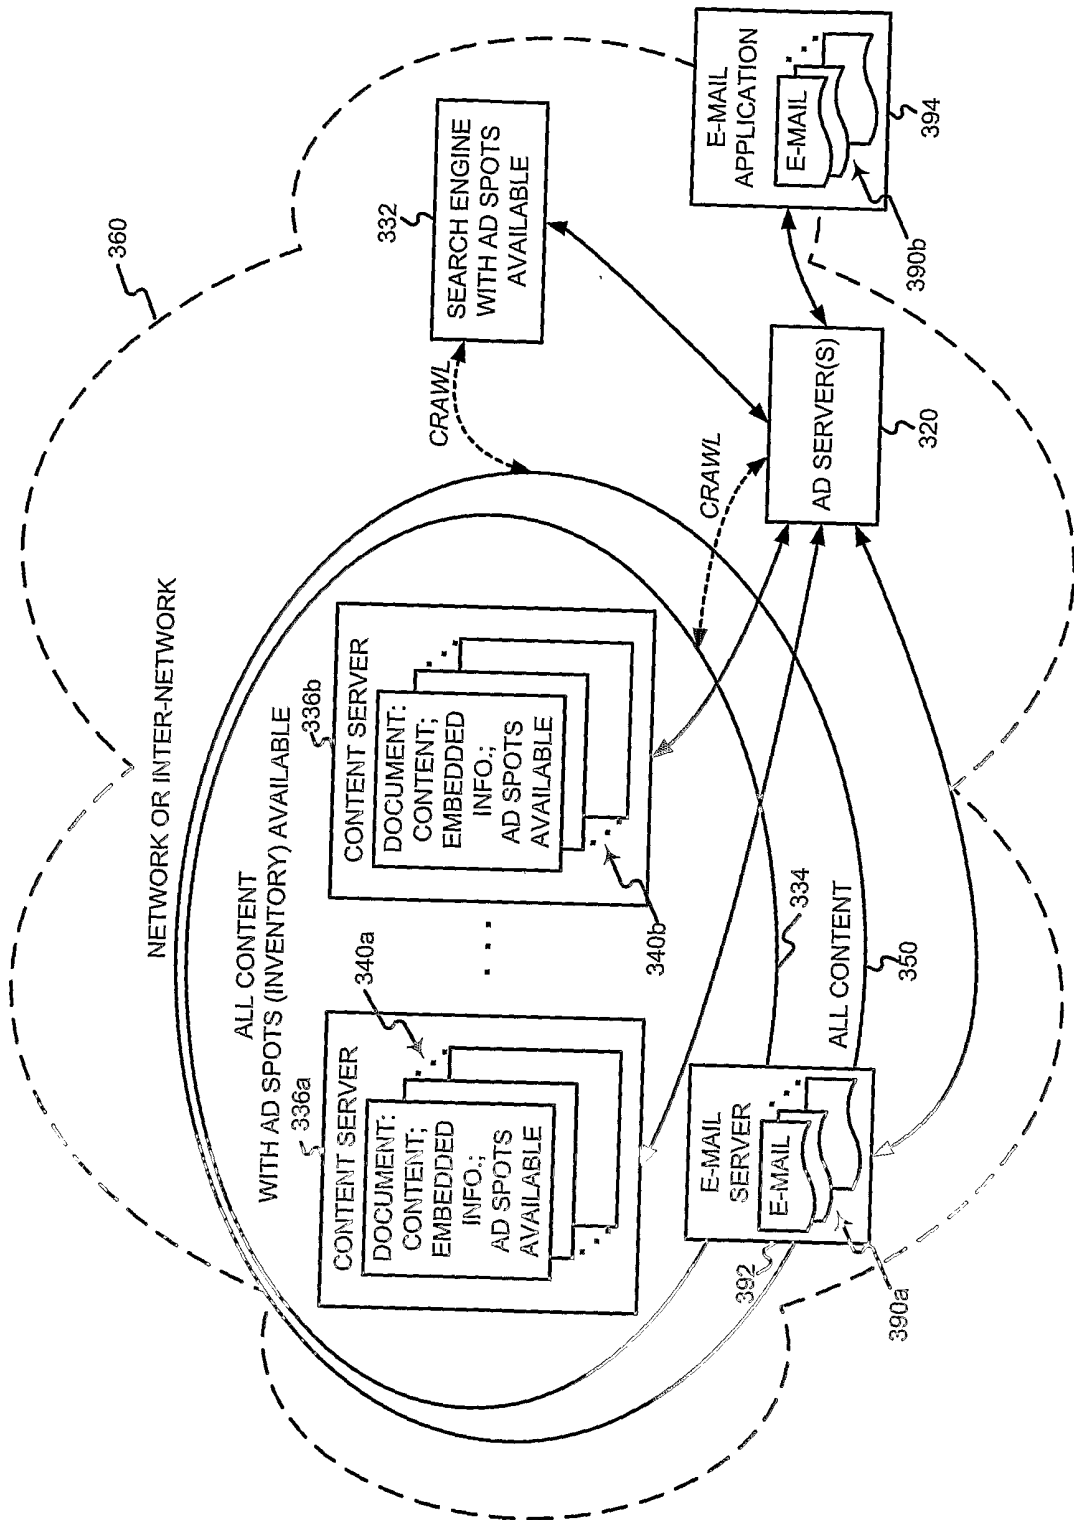 360
NETWORK OR INTER-NETWORK
ALL CONTENT
WITH AD SPOTS (INVENTORY) AVAILABLE
336a
CONTENT SERVER
DOCUMENT:
CONTENT;
EMBEDDED
INFO.;
AD SPOTS
AVAILABLE
340a
336b
CONTENT SERVER
DOCUMENT:
CONTENT;
EMBEDDED
INFO.;
AD SPOTS
AVAILABLE
340b
332
SEARCH ENGINE
WITH AD SPOTS
AVAILABLE
CRAWL
CRAWL
E-MAIL
SERVER
E-MAIL
392
390a
334
ALL CONTENT
350
AD SERVER(S)
320
E-MAIL
APPLICATION
E-MAIL
390b
394